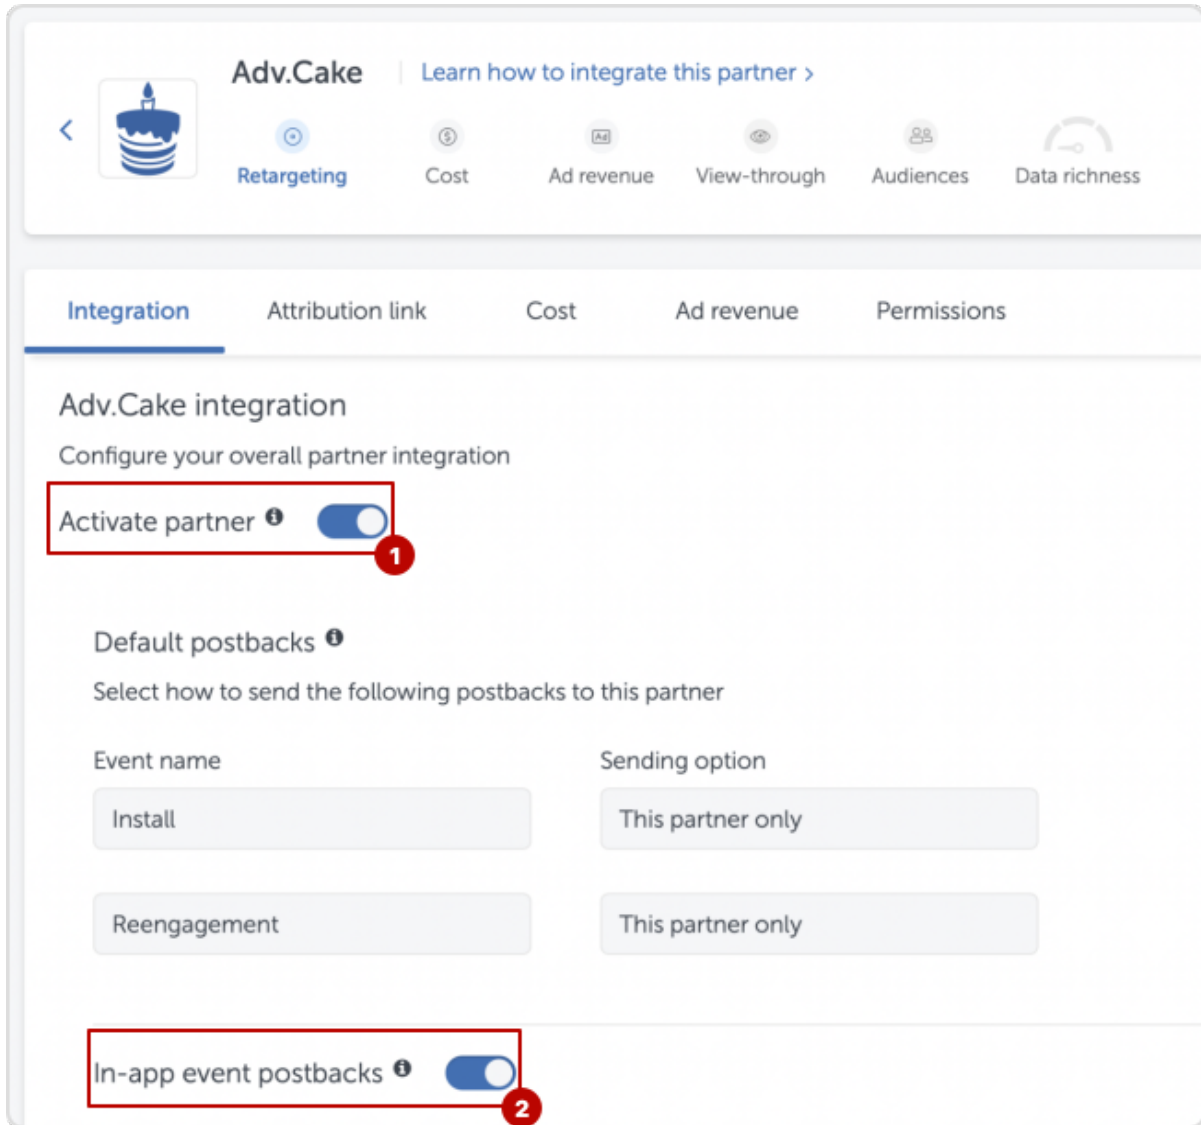 Adv.Cake
Learn how to integrate this partner >
Retargeting
Cost
Ad
Ad revenue
View-through
Audiences
Data richness
Integration
Attribution link
Cost
Ad revenue
Permissions
Adv.Cake integration
Configure your overall partner integration
Activate partner
1
Default postbacks
Select how to send the following postbacks to this partner
Event name
Sending option
Install
This partner only
Reengagement
This partner only
In-app event postbacks
2